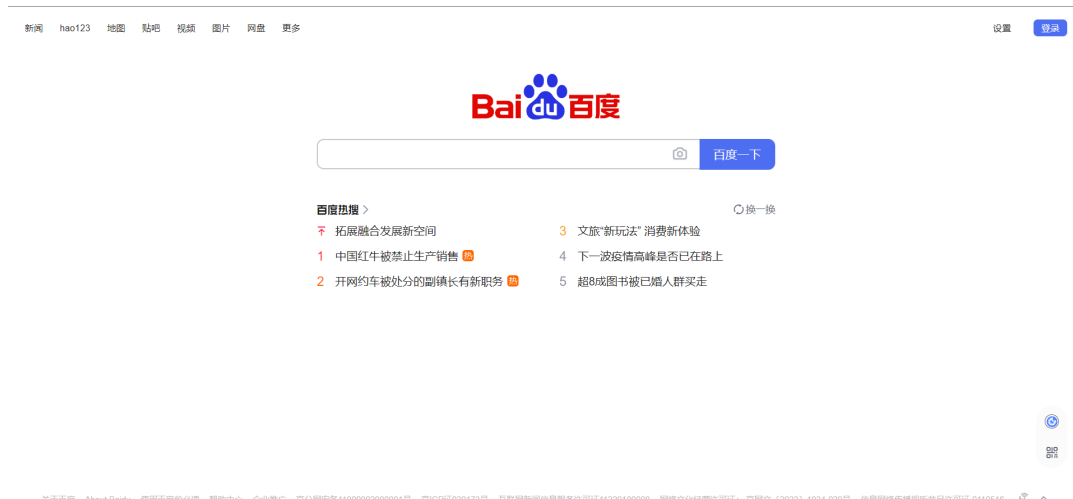 新闻 hao123 地图 贴吧 视频 图片 网盘 更多 设置 登录
Bai du 百度
百度一下
百度热搜 换一换
拓展融合发展新空间
1 中国红牛被禁止生产销售 热
2 开网约车被处分的副镇长有新职务 热
3 文旅“新玩法” 消费新体验
4 下一波疫情高峰是否已在路上
5 超8成图书被已婚人群买走